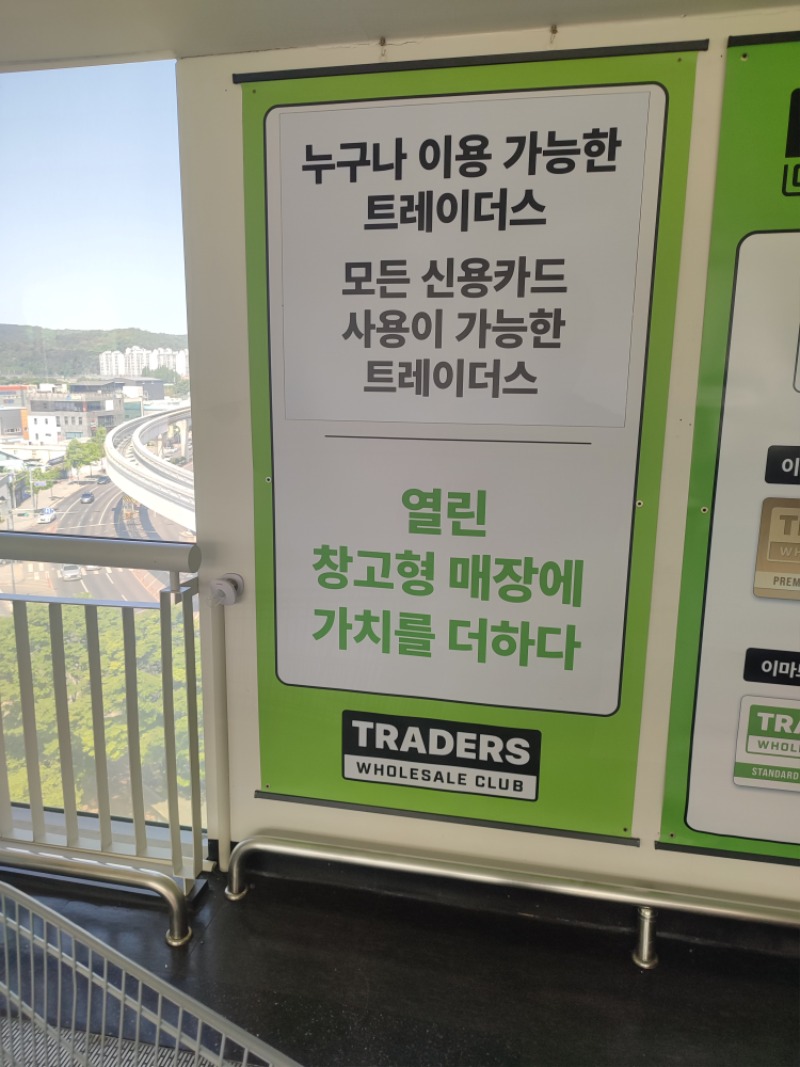 누구나 이용 가능한
트레이더스
모든 신용카드
사용이 가능한
트레이더스
열린
창고형 매장에
가치를 더하다
TRADERS
WHOLESALE CLUB
STANDARD